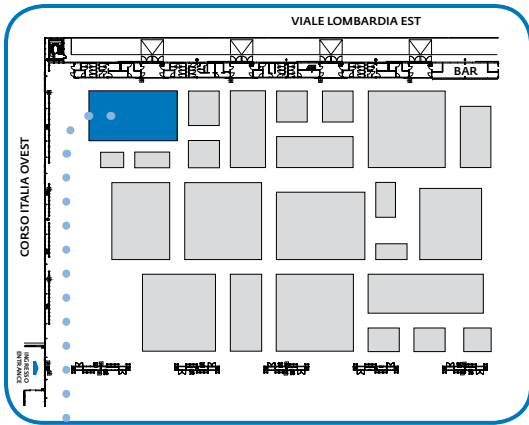 VIALE LOMBARDIA EST
BAR
CORSO ITALIA OVEST
INGRESSO
ENTRANCE